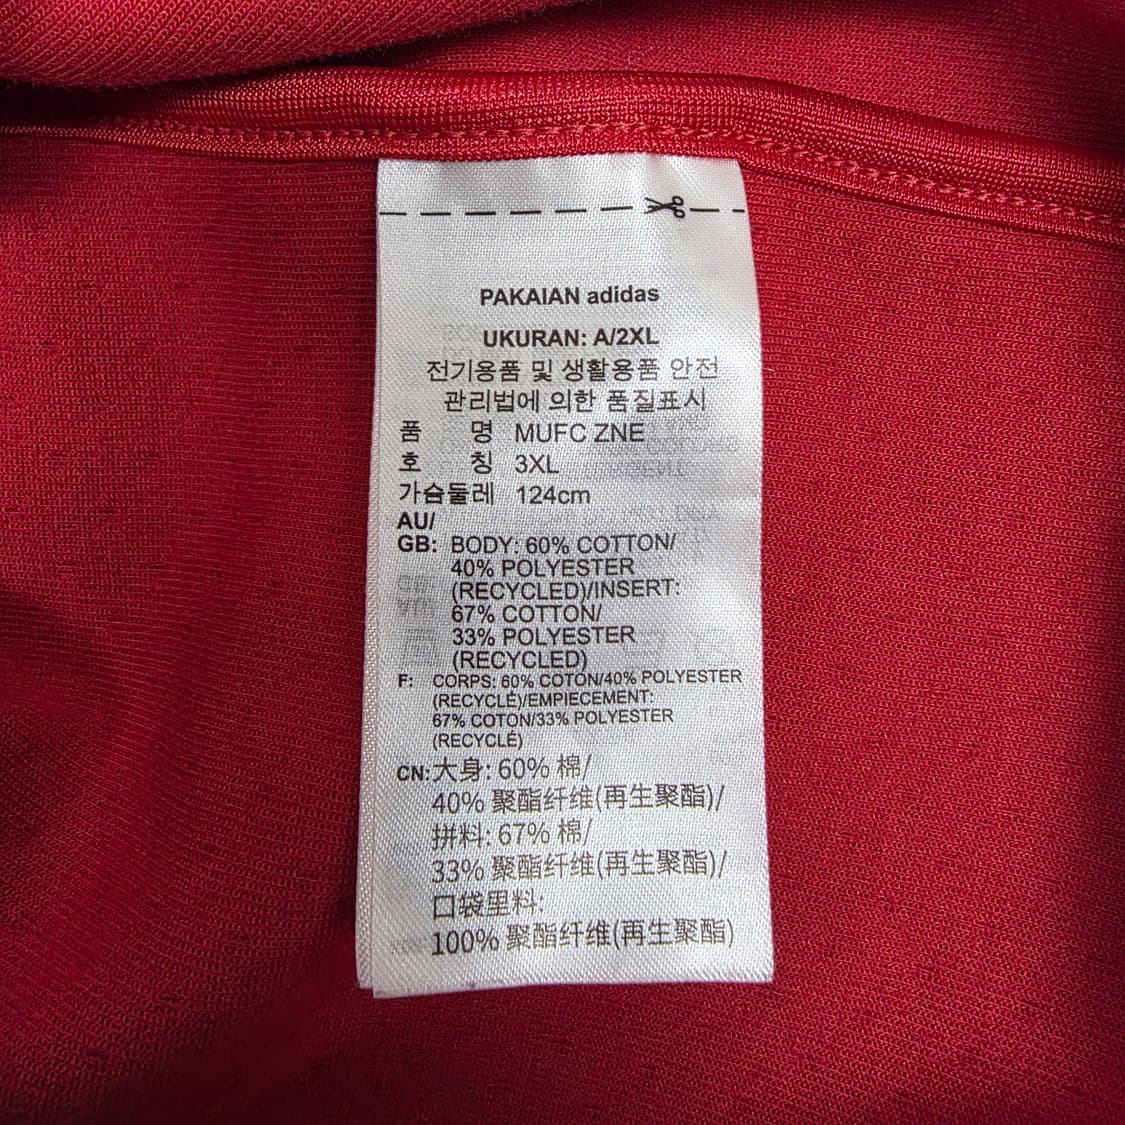 PAKAIAN adidas
UKURAN: A/2XL
전기용품 및 생활용품 안전
관리법에 의한 품질표시
품 명 MUFC ZNE
호 칭 3XL
가슴둘레 124cm
AU/
GB: BODY: 60% COTTON/
40% POLYESTER
(RECYCLED)/INSERT:
67% COTTON/
33% POLYESTER
(RECYCLED)
F: CORPS: 60% COTON/40% POLYESTER
(RECYCLÉ)/EMPIECEMENT:
67% COTON/33% POLYESTER
(RECYCLÉ)
CN:大身: 60% 棉/
40% 聚酯纤维(再生聚酯)/
拼料: 67% 棉/
33% 聚酯纤维(再生聚酯)/
口袋里料:
100% 聚酯纤维(再生聚酯)